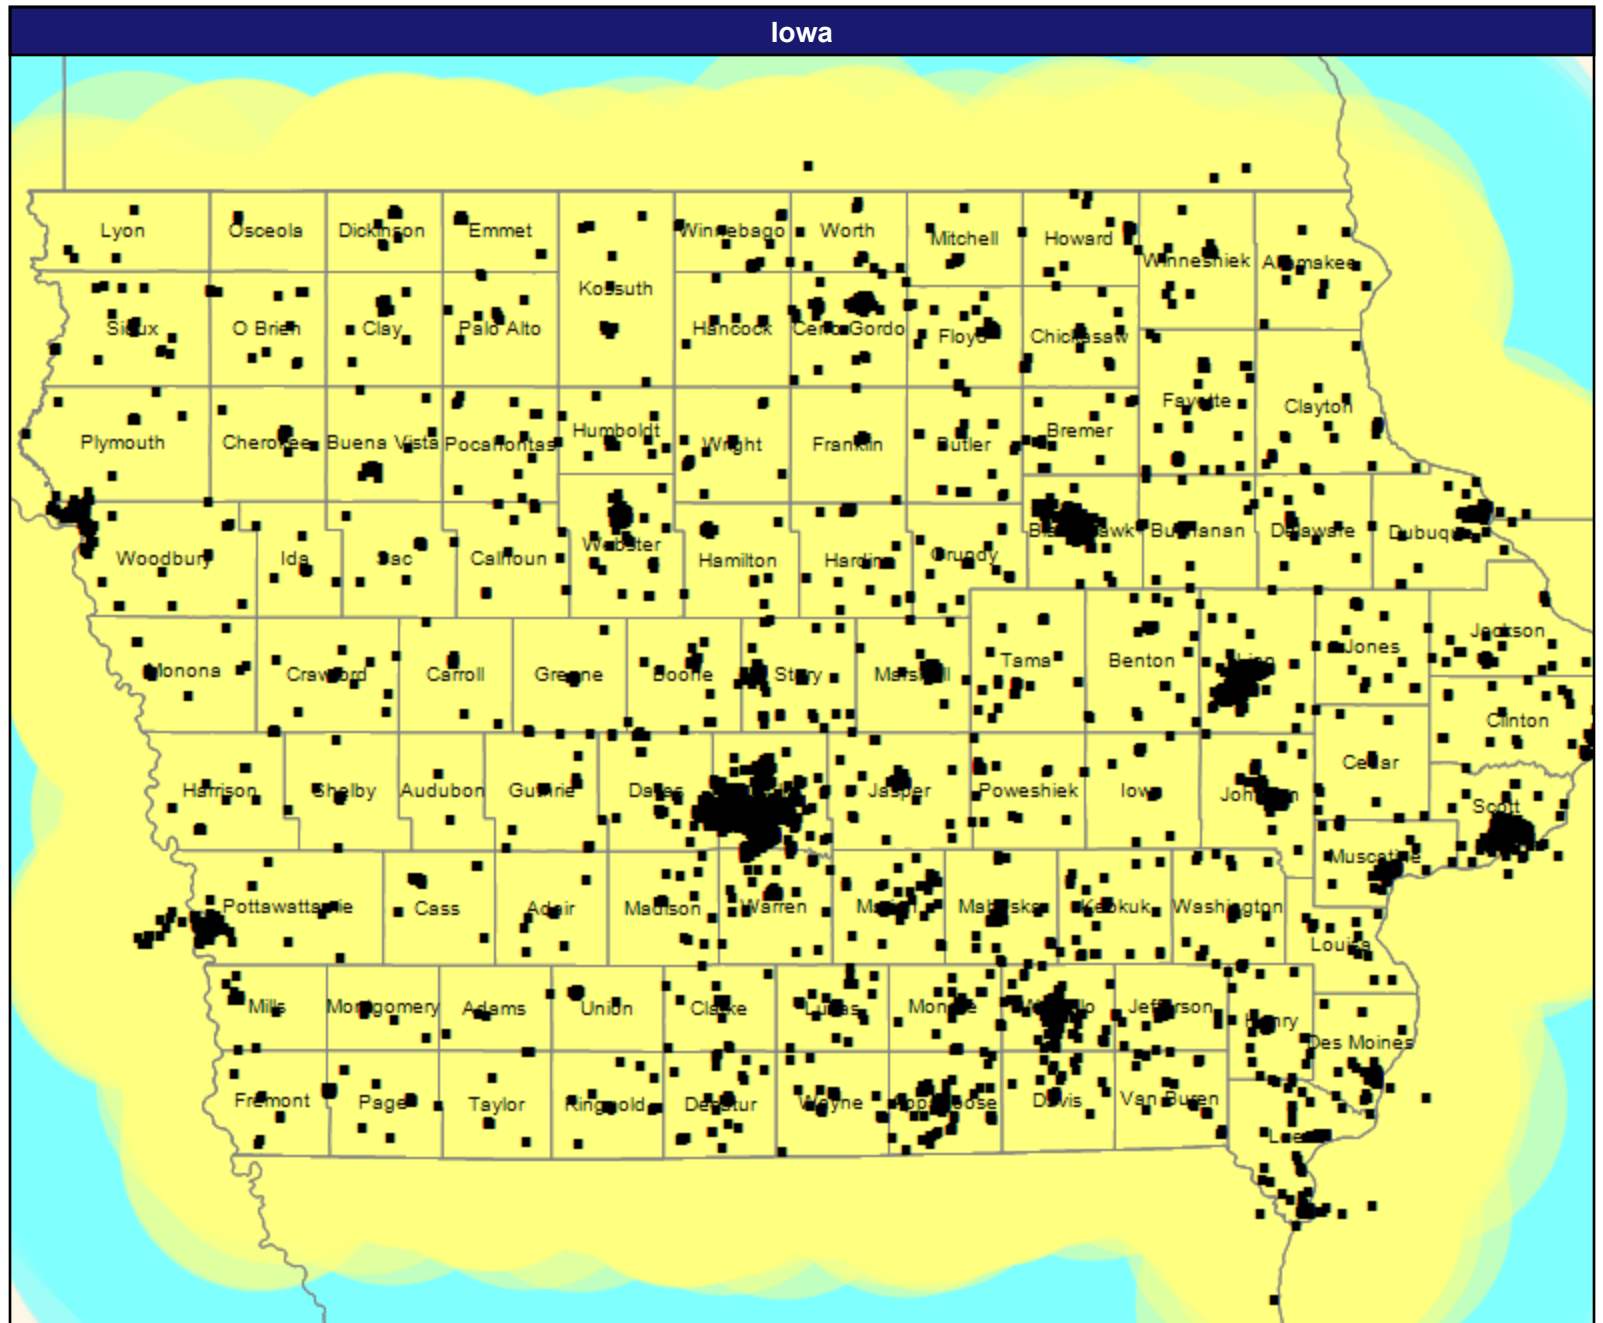 Iowa
Lyon
Osceola
Dickinson
Emmet
Winnebago
Worth
Mitchell
Howard
Winneshiek
Allamakee
Kossuth
Sioux
O Brien
Clay
Palo Alto
Hancock
Cerro Gordo
Floyd
Chickasaw
Fayette
Clayton
Plymouth
Cherokee
Buena Vista
Pocahontas
Humboldt
Wright
Franklin
Butler
Bremer
Woodbury
Ida
Sac
Calhoun
Webster
Hamilton
Hardin
Grundy
Buchanan
Delaware
Dubuque
Monona
Crawford
Carroll
Greene
Boone
Story
Marshall
Tama
Benton
Jones
Jackson
Clinton
Harrison
Shelby
Audubon
Guthrie
Dallas
Jasper
Poweshiek
Iowa
Johnson
Cedar
Scott
Muscatine
Pottawattamie
Cass
Adair
Madison
Warren
Marion
Mahaska
Keokuk
Washington
Louisa
Mills
Montgomery
Adams
Union
Clarke
Lucas
Monroe
Jefferson
Henry
Des Moines
Fremont
Page
Taylor
Ringgold
Decatur
Wayne
Appanoose
Davis
Van Buren
Lee